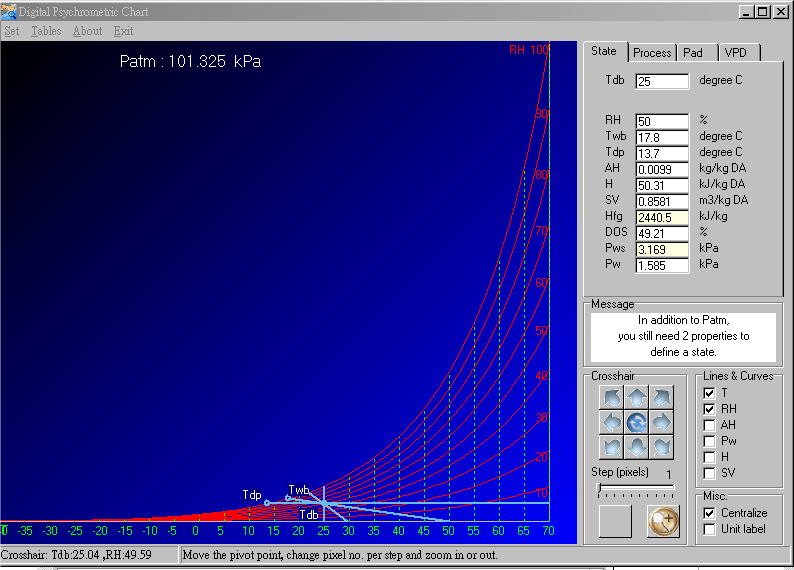 Digital Psychrometric Chart
Set Tables About Exit
Patm : 101.325 kPa
RH 100
90
80
70
60
50
40
30
20
10
Tdp
Twb
Tdb
-35 -30 -25 -20 -15 -10 -5 0 5 10 15 20 25 30 35 40 45 50 55 60 65 70
State Process Pad VPD
Tdb 25 degree C
RH 50 %
Twb 17.8 degree C
Tdp 13.7 degree C
AH 0.0099 kg/kg DA
H 50.31 kJ/kg DA
SV 0.8581 m3/kg DA
Hfg 2440.5 kJ/kg
DOS 49.21 %
Pws 3.169 kPa
Pw 1.585 kPa
Message
In addition to Patm,
you still need 2 properties to
define a state.
Crosshair
Step (pixels) 1
Lines & Curves
T
RH
AH
Pw
H
SV
Misc.
Centralize
Unit label
Crosshair: Tdb:25.04 ,RH:49.59 Move the pivot point, change pixel no. per step and zoom in or out.